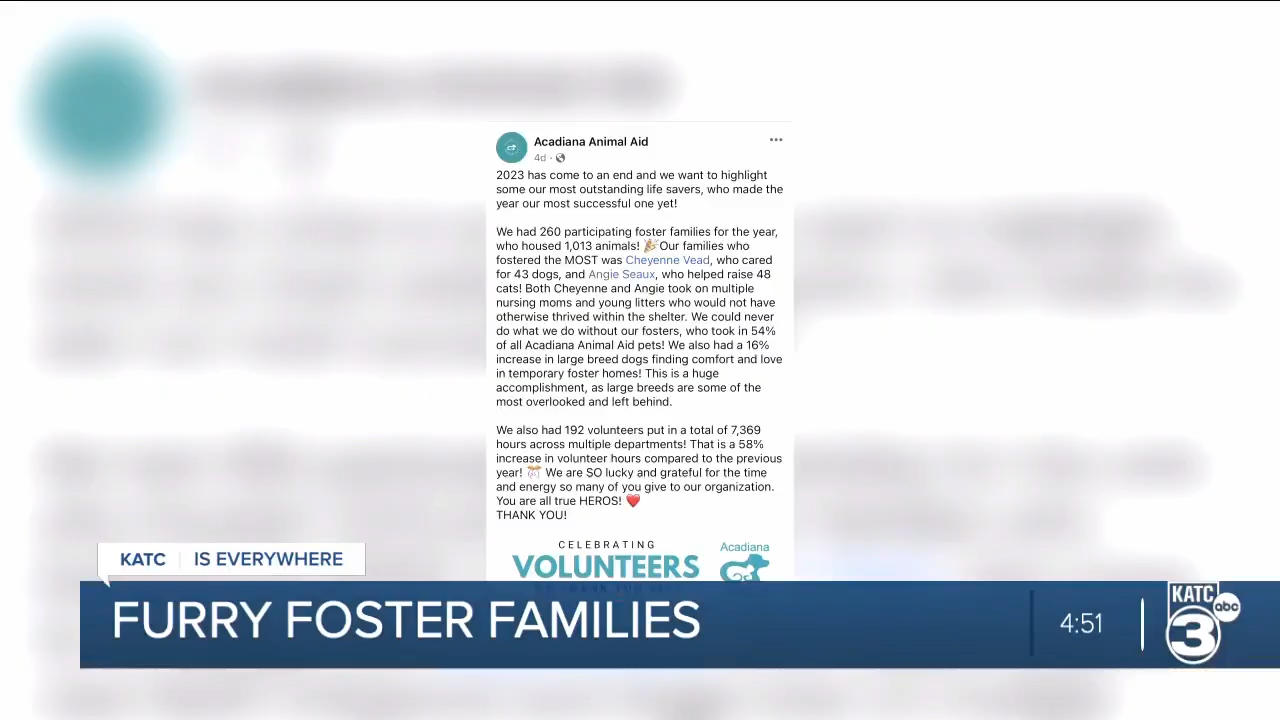 Acadiana Animal Aid
4d
2023 has come to an end and we want to highlight
some our most outstanding life savers, who made the
year our most successful one yet!
We had 260 participating foster families for the year,
who housed 1,013 animals! 🎉Our families who
fostered the MOST was Cheyenne Vead, who cared
for 43 dogs, and Angie Seaux, who helped raise 48
cats! Both Cheyenne and Angie took on multiple
nursing moms and young litters who would not have
otherwise thrived within the shelter. We could never
do what we do without our fosters, who took in 54%
of all Acadiana Animal Aid pets! We also had a 16%
increase in large breed dogs finding comfort and love
in temporary foster homes! This is a huge
accomplishment, as large breeds are some of the
most overlooked and left behind.
We also had 192 volunteers put in a total of 7,369
hours across multiple departments! That is a 58%
increase in volunteer hours compared to the previous
year! 🎊 We are SO lucky and grateful for the time
and energy so many of you give to our organization.
You are all true HEROS! ❤️
THANK YOU!
CELEBRATING
VOLUNTEERS
Acadiana
KATC IS EVERYWHERE
FURRY FOSTER FAMILIES
4:51
KATC
abc
3